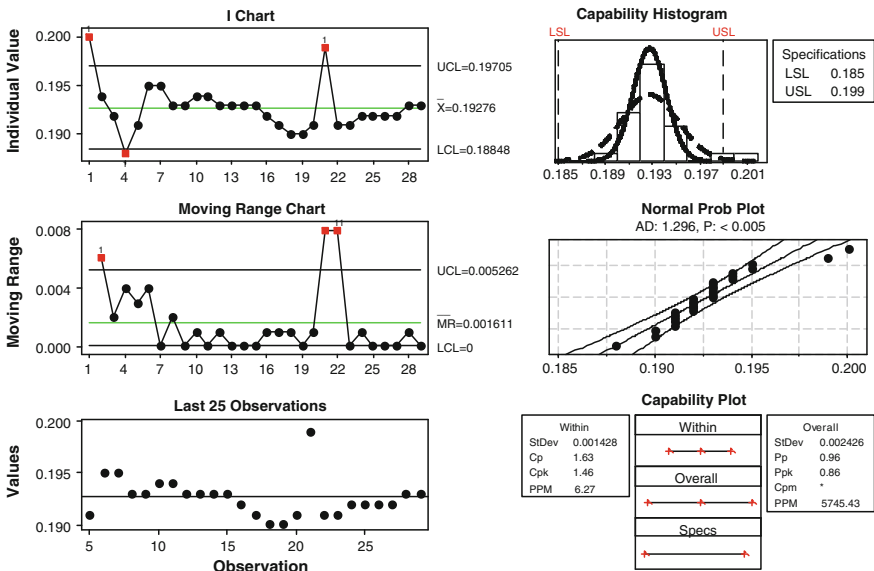 I Chart
Individual Value
0.200
0.195
0.190
1
1
UCL=0.19705
X̄=0.19276
LCL=0.18848
1 4 7 10 13 16 19 22 25 28
Moving Range Chart
Moving Range
0.008
0.004
0.000
1
11
UCL=0.005262
M̅R̅=0.001611
LCL=0
1 4 7 10 13 16 19 22 25 28
Last 25 Observations
Values
0.200
0.195
0.190
5 10 15 20 25
Observation
Capability Histogram
LSL USL
0.185 0.189 0.193 0.197 0.201
Specifications
LSL 0.185
USL 0.199
Normal Prob Plot
AD: 1.296, P: < 0.005
0.185 0.190 0.195 0.200
Capability Plot
Within
StDev 0.001428
Cp 1.63
Cpk 1.46
PPM 6.27
Within
Overall
Specs
Overall
StDev 0.002426
Pp 0.96
Ppk 0.86
Cpm *
PPM 5745.43